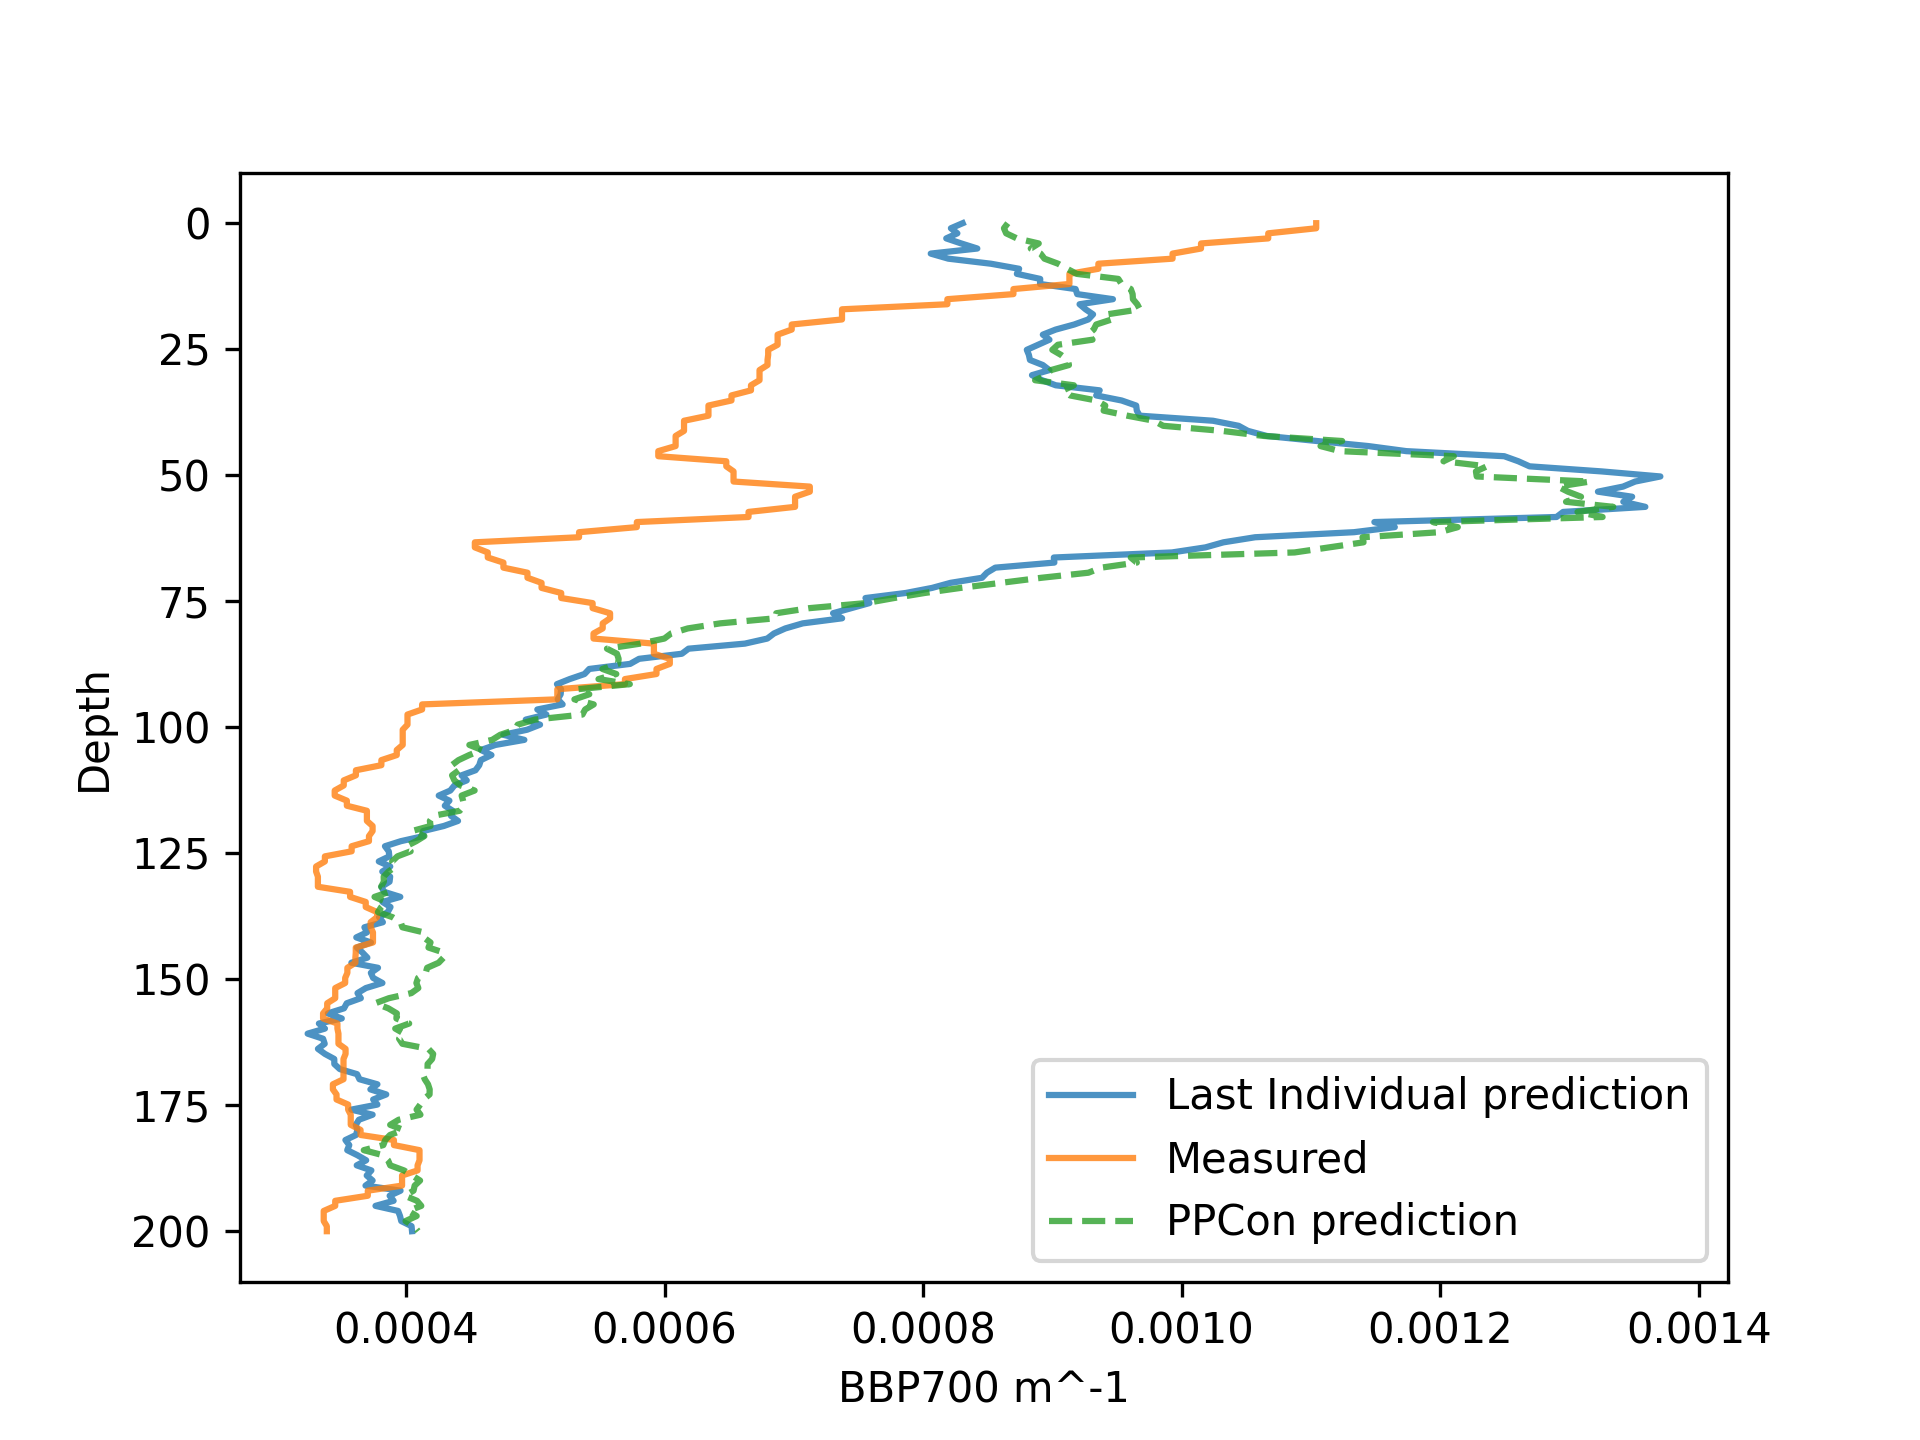 0
25
50
75
100
125
150
175
200
Depth
0.0004 0.0006 0.0008 0.0010 0.0012 0.0014
BBP700 m^-1
Last Individual prediction
Measured
PPCon prediction